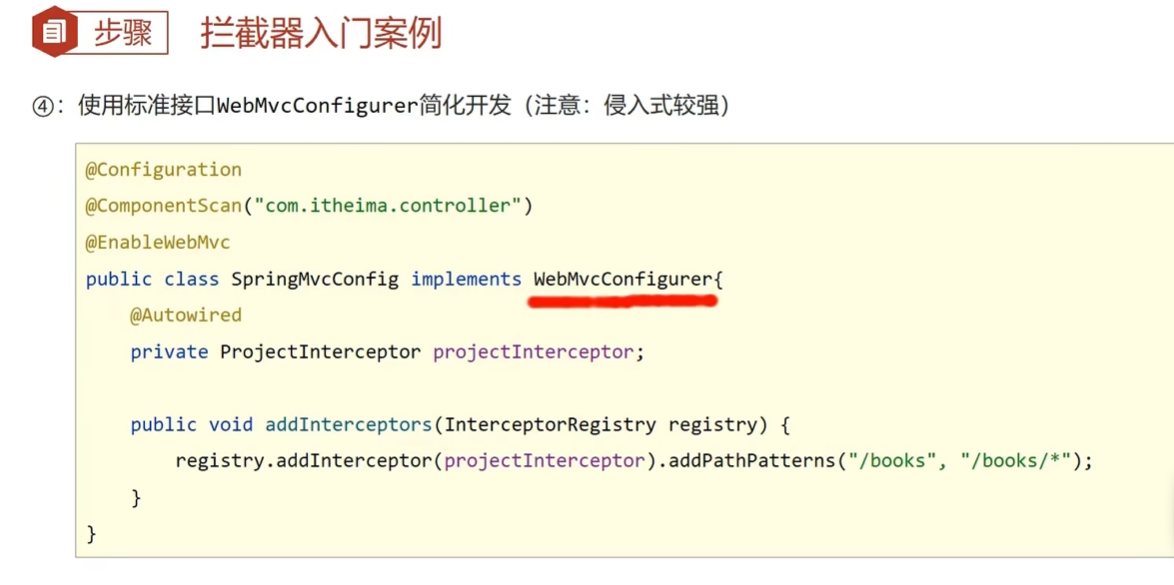 步骤 拦截器入门案例
④：使用标准接口WebMvcConfigurer简化开发（注意：侵入式较强）
@Configuration
@ComponentScan("com.itheima.controller")
@EnableWebMvc
public class SpringMvcConfig implements WebMvcConfigurer{
    @Autowired
    private ProjectInterceptor projectInterceptor;
    public void addInterceptors(InterceptorRegistry registry) {
        registry.addInterceptor(projectInterceptor).addPathPatterns("/books", "/books/*");
    }
}